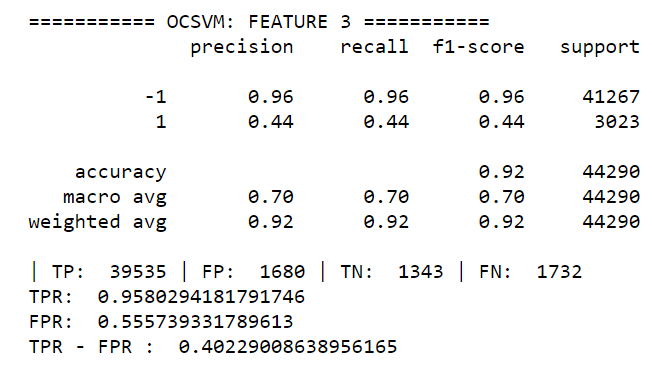 =========== OCSVM: FEATURE 3 ===========
precision recall f1-score support
-1 0.96 0.96 0.96 41267
1 0.44 0.44 0.44 3023
accuracy 0.92 44290
macro avg 0.70 0.70 0.70 44290
weighted avg 0.92 0.92 0.92 44290
| TP: 39535 | FP: 1680 | TN: 1343 | FN: 1732
TPR: 0.9580294181791746
FPR: 0.555739331789613
TPR - FPR : 0.40229008638956165